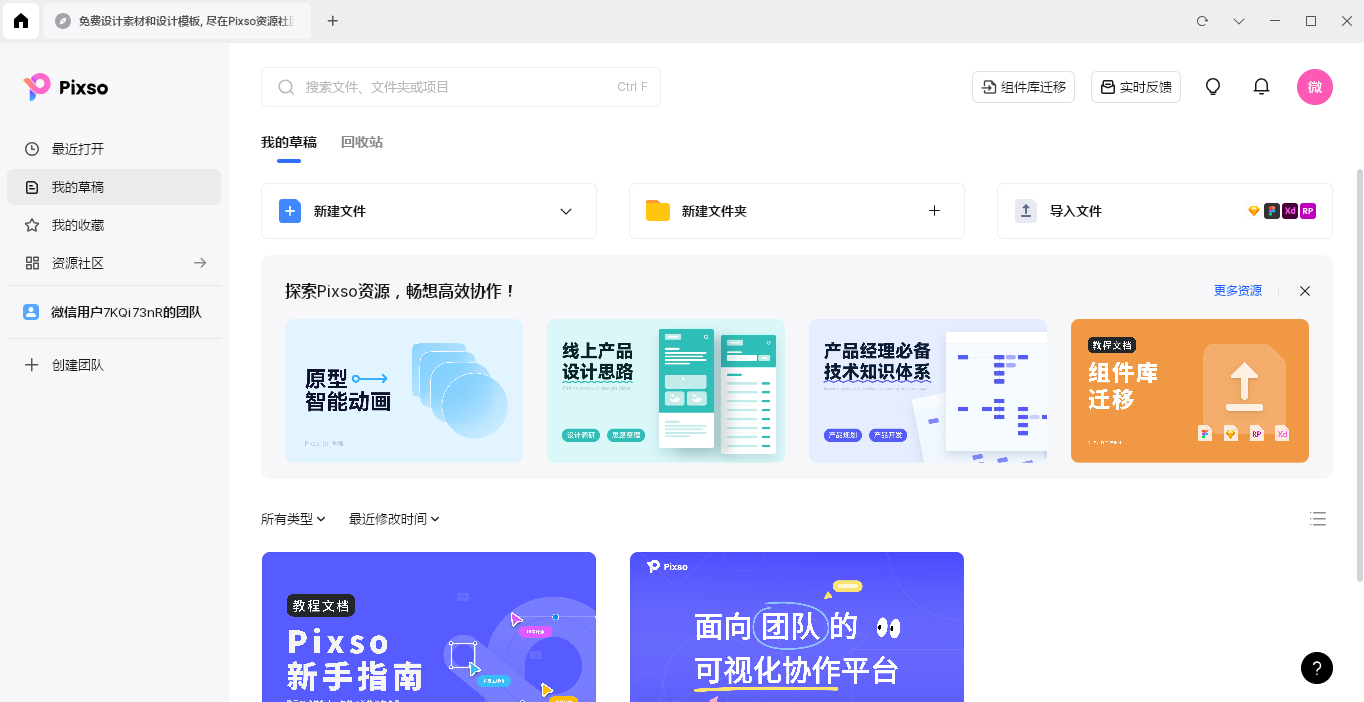 免费设计素材和设计模板, 尽在Pixso资源社区
Pixso
搜索文件、文件夹或项目
Ctrl F
组件库迁移
实时反馈
微
最近打开
我的草稿
我的收藏
资源社区
微信用户7KQi73nR的团队
创建团队
我的草稿
回收站
新建文件
新建文件夹
导入文件
Xd
RP
探索Pixso资源，畅想高效协作！
更多资源
原型
智能动画
线上产品
设计思路
设计调研
思路梳理
产品经理必备
技术知识体系
产品规划
产品开发
教程文档
组件库
迁移
RP
Xd
所有类型
最近修改时间
教程文档
Pixso
新手指南
Pixso
面向团队的
可视化协作平台
?